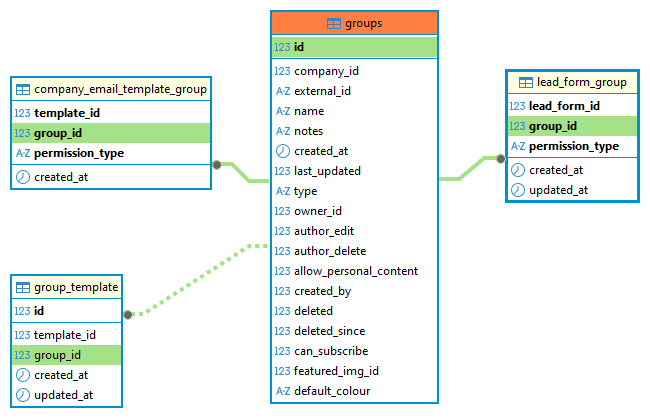 groups
123 id
123 company_id
A-Z external_id
A-Z name
A-Z notes
created_at
123 last_updated
A-Z type
123 owner_id
123 author_edit
123 author_delete
123 allow_personal_content
123 created_by
123 deleted
123 deleted_since
123 can_subscribe
123 featured_img_id
A-Z default_colour
company_email_template_group
123 template_id
123 group_id
A-Z permission_type
created_at
lead_form_group
123 lead_form_id
123 group_id
A-Z permission_type
created_at
updated_at
group_template
123 id
123 template_id
123 group_id
created_at
updated_at